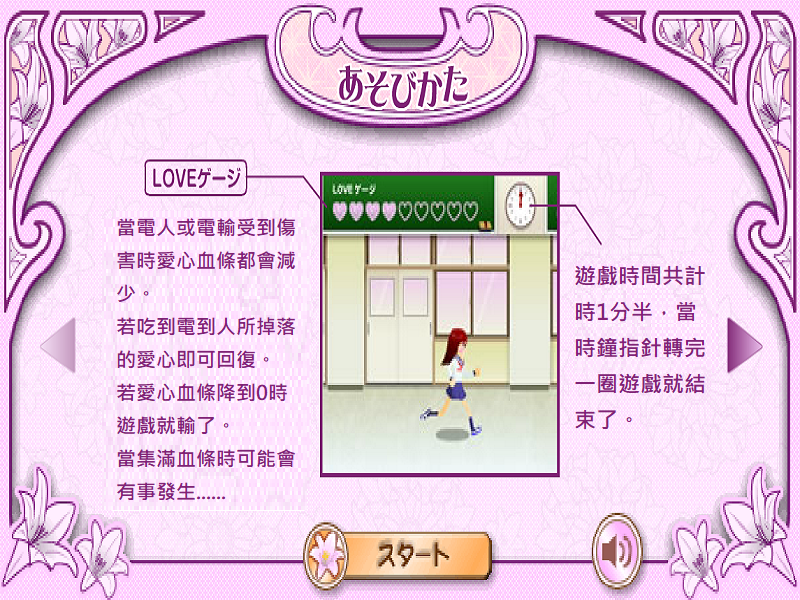 あそびかた
LOVEゲージ
當電人或電輸受到傷
害時愛心血條都會減
少。
若吃到電到人所掉落
的愛心即可回復。
若愛心血條降到0時
遊戲就輸了。
當集滿血條時可能會
有事發生......
LOVE ゲージ
遊戲時間共計
時1分半，當
時鐘指針轉完
一圈遊戲就結
束了。
スタート